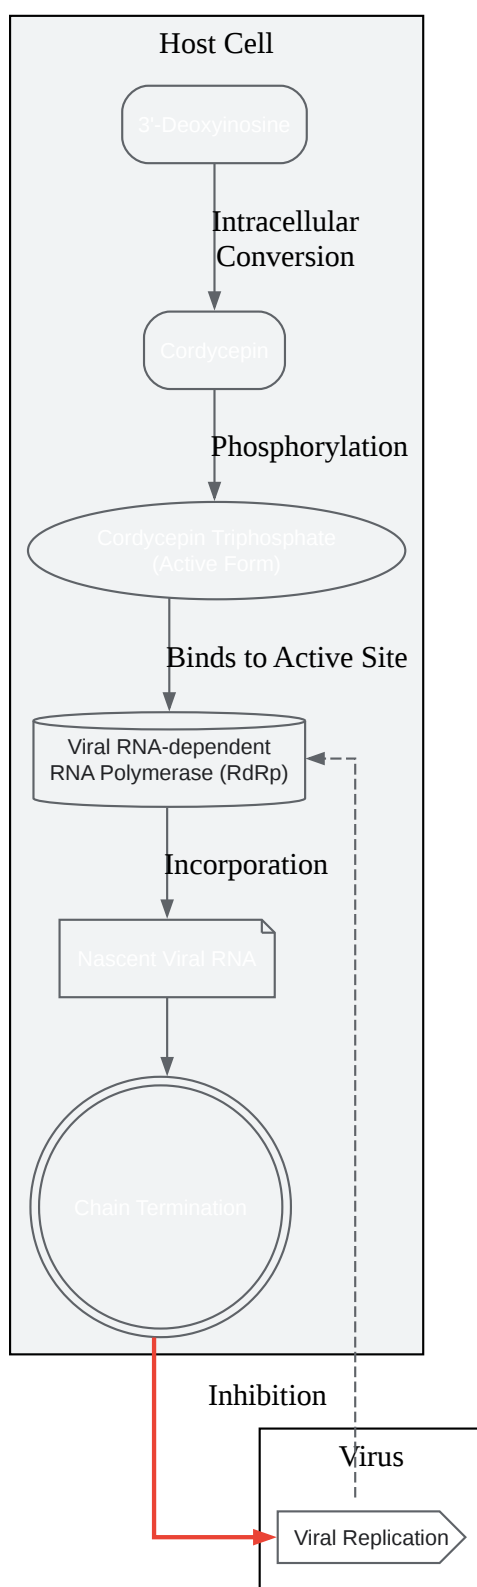 Host Cell
3'-Deoxyinosine
Intracellular
Conversion
Cordycepin
Phosphorylation
Cordycepin Triphosphate
(Active Form)
Binds to Active Site
Viral RNA-dependent
RNA Polymerase (RdRp)
Incorporation
Nascent Viral RNA
Chain Termination
Inhibition
Virus
Viral Replication